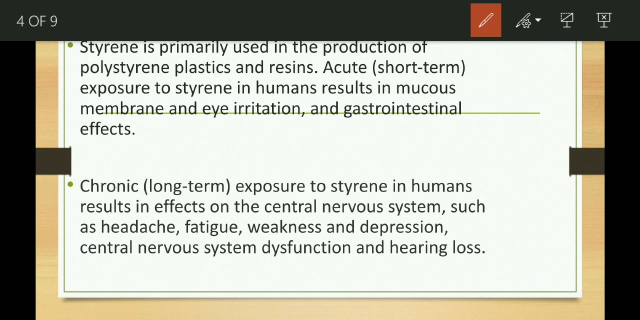 4 OF 9
• Styrene is primarily used in the production of
polystyrene plastics and resins. Acute (short-term)
exposure to styrene in humans results in mucous
membrane and eye irritation, and gastrointestinal
effects.
• Chronic (long-term) exposure to styrene in humans
results in effects on the central nervous system, such
as headache, fatigue, weakness and depression,
central nervous system dysfunction and hearing loss.